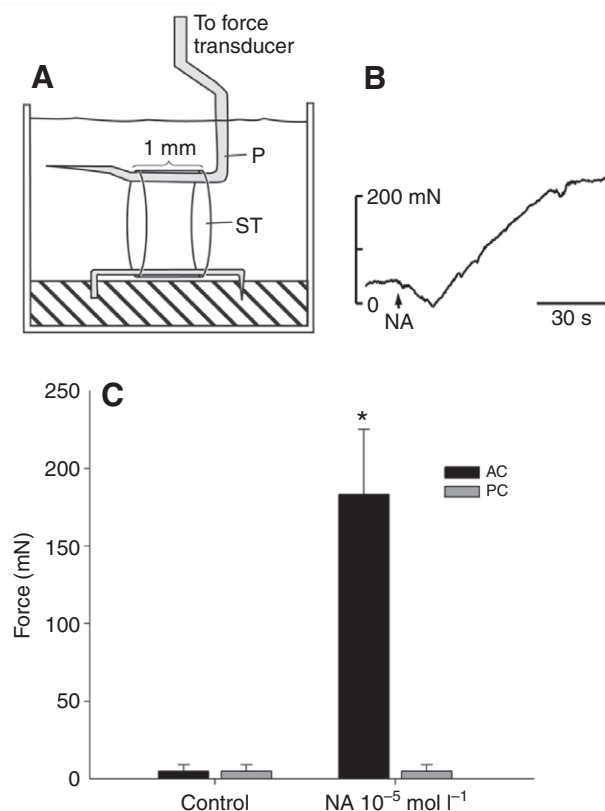 To force
transducer
A
B
1 mm
P
ST
200 mN
0
NA
30 s
C
250
200
150
100
50
0
Force (mN)
*
AC
PC
Control
NA 10⁻⁵ mol l⁻¹